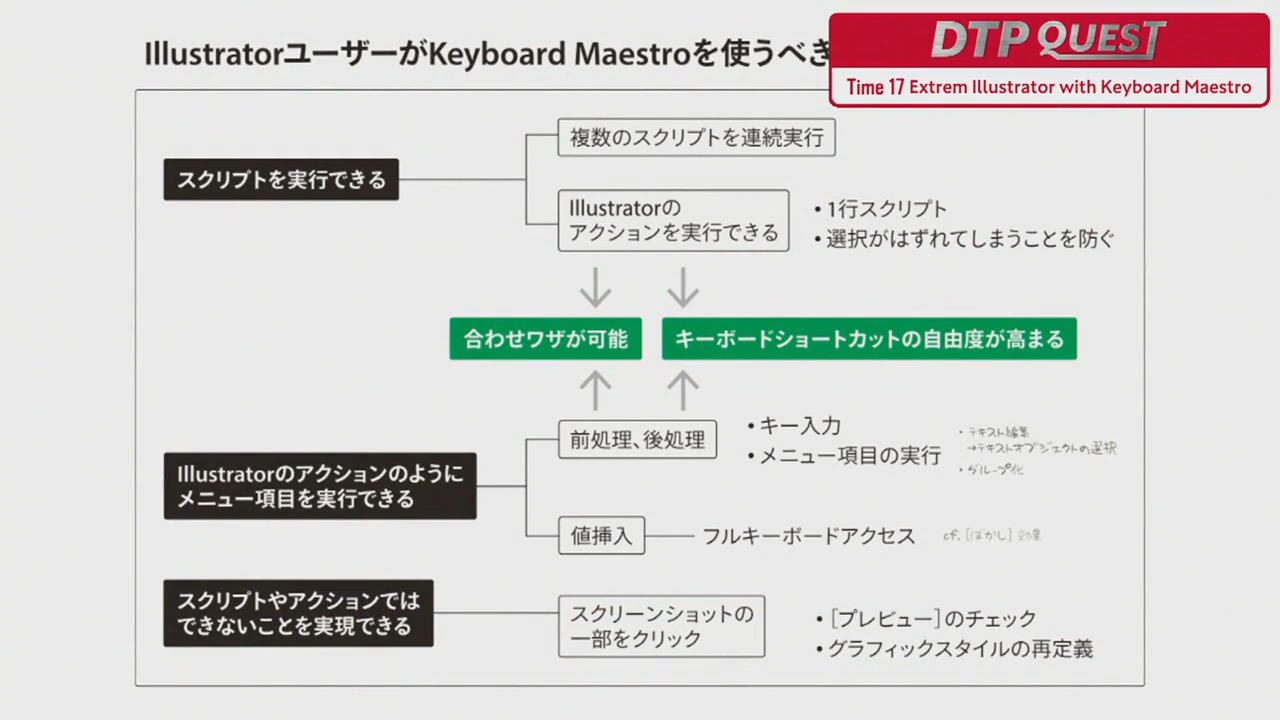 IllustratorユーザーがKeyboard Maestroを使うべき
DTP QUEST
Time 17 Extrem Illustrator with Keyboard Maestro
スクリプトを実行できる
複数のスクリプトを連続実行
Illustratorの
アクションを実行できる
• 1行スクリプト
• 選択がはずれてしまうことを防ぐ
合わせワザが可能
キーボードショートカットの自由度が高まる
Illustratorのアクションのように
メニュー項目を実行できる
前処理、後処理
• キー入力
• メニュー項目の実行
・テキスト編集
→テキストオブジェクトの選択
・グループ化
値挿入
フルキーボードアクセス
cf. [ぼかし] 効果
スクリプトやアクションでは
できないことを実現できる
スクリーンショットの
一部をクリック
• [プレビュー]のチェック
• グラフィックスタイルの再定義